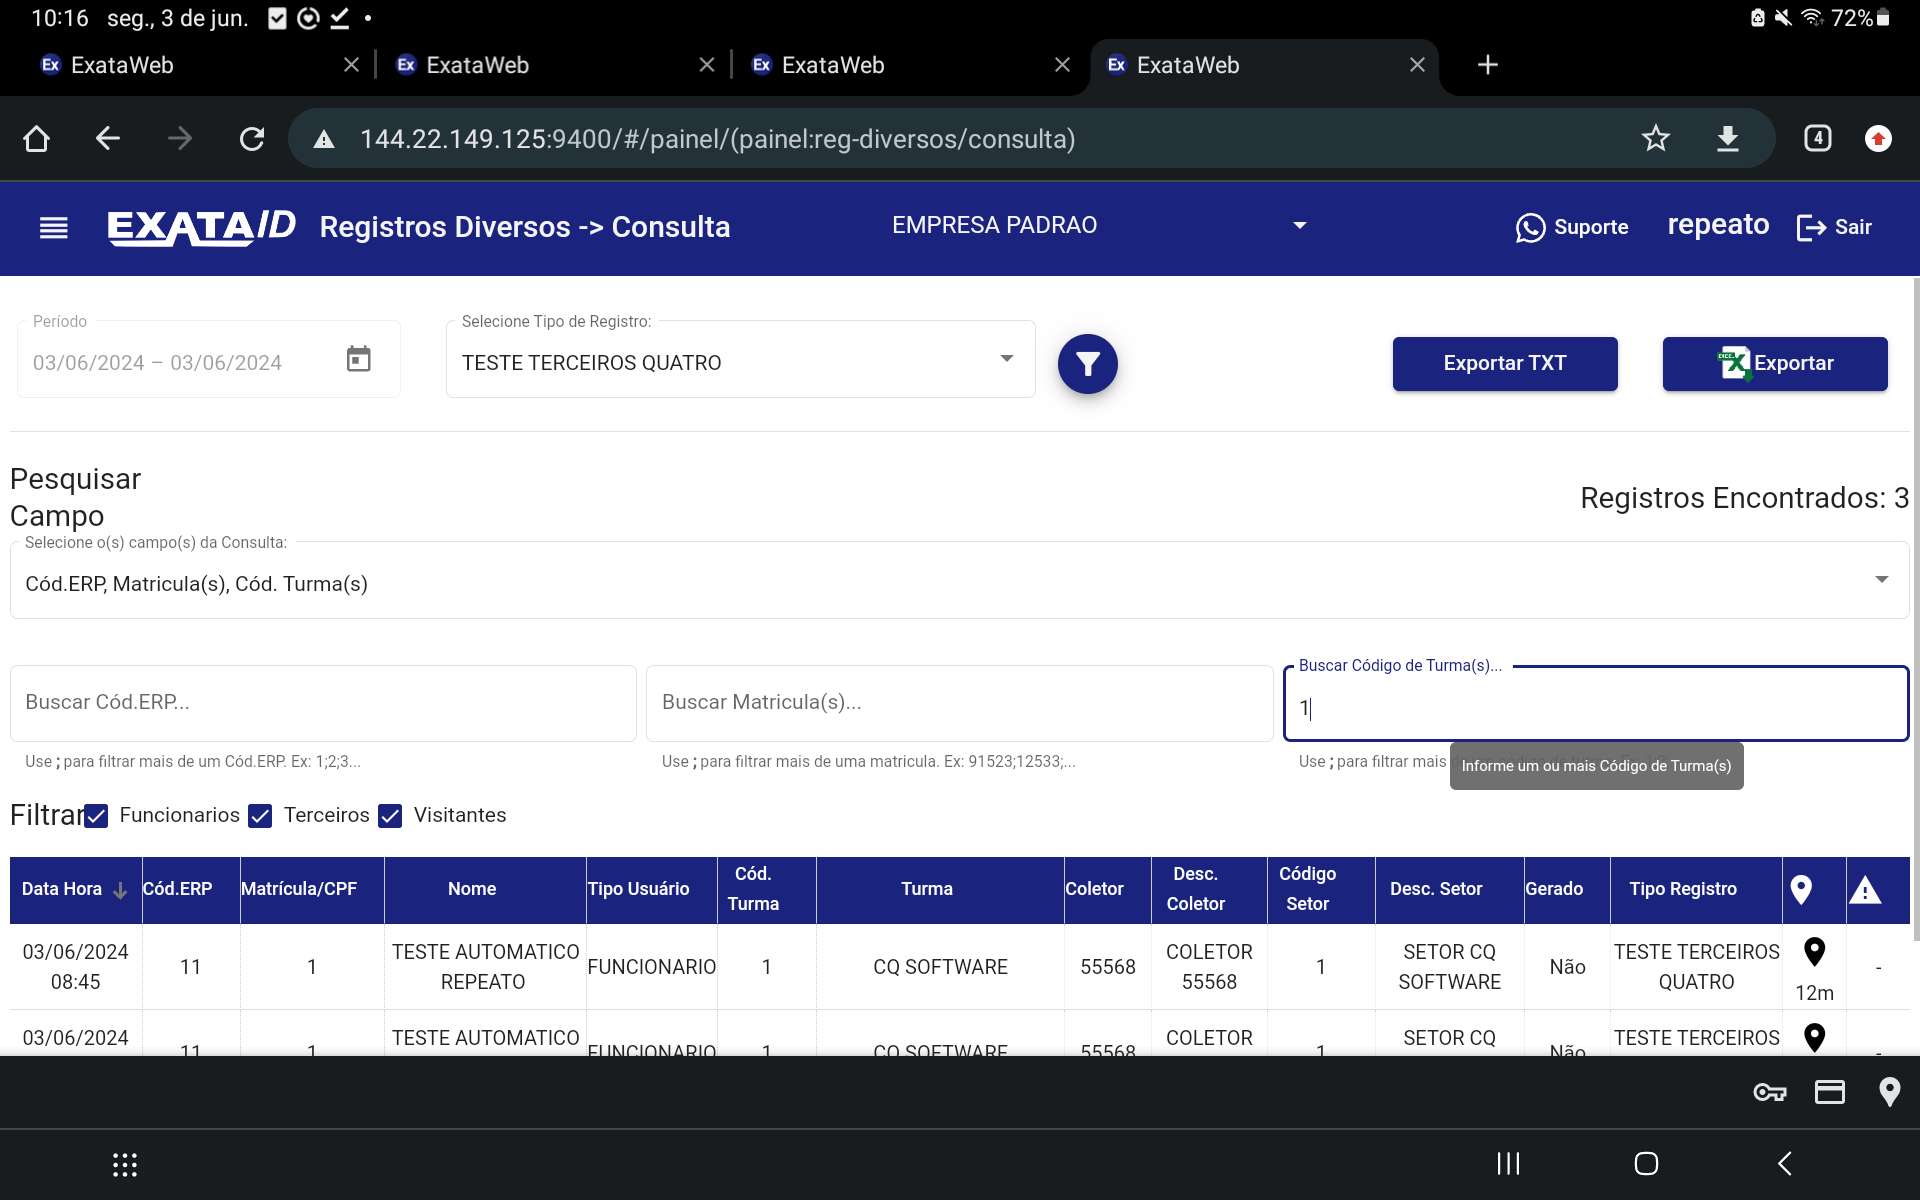 10:16 seg., 3 de jun. 72%
Ex ExataWeb Ex ExataWeb Ex ExataWeb Ex ExataWeb
144.22.149.125:9400/#/painel/(painel:reg-diversos/consulta) 4
EXATA/ID Registros Diversos -> Consulta EMPRESA PADRAO Suporte repeato Sair
Período
03/06/2024 – 03/06/2024
Selecione Tipo de Registro:
TESTE TERCEIROS QUATRO
Exportar TXT
Exportar
Pesquisar
Campo
Registros Encontrados: 3
Selecione o(s) campo(s) da Consulta:
Cód.ERP, Matricula(s), Cód. Turma(s)
Buscar Código de Turma(s)...
Buscar Cód.ERP... Buscar Matricula(s)... 1
Use ; para filtrar mais de um Cód.ERP. Ex: 1;2;3... Use ; para filtrar mais de uma matricula. Ex: 91523;12533;... Use ; para filtrar mais
Informe um ou mais Código de Turma(s)
Filtrar Funcionarios Terceiros Visitantes
Data Hora Cód.ERP Matrícula/CPF Nome Tipo Usuário Cód. Turma Turma Coletor Desc. Coletor Código Setor Desc. Setor Gerado Tipo Registro
03/06/2024 08:45 11 1 TESTE AUTOMATICO REPEATO FUNCIONARIO 1 CQ SOFTWARE 55568 COLETOR 55568 1 SETOR CQ SOFTWARE Não TESTE TERCEIROS QUATRO 12m -
03/06/2024 11 1 TESTE AUTOMATICO FUNCIONARIO 1 CQ SOFTWARE 55568 COLETOR 1 SETOR CQ Não TESTE TERCEIROS -